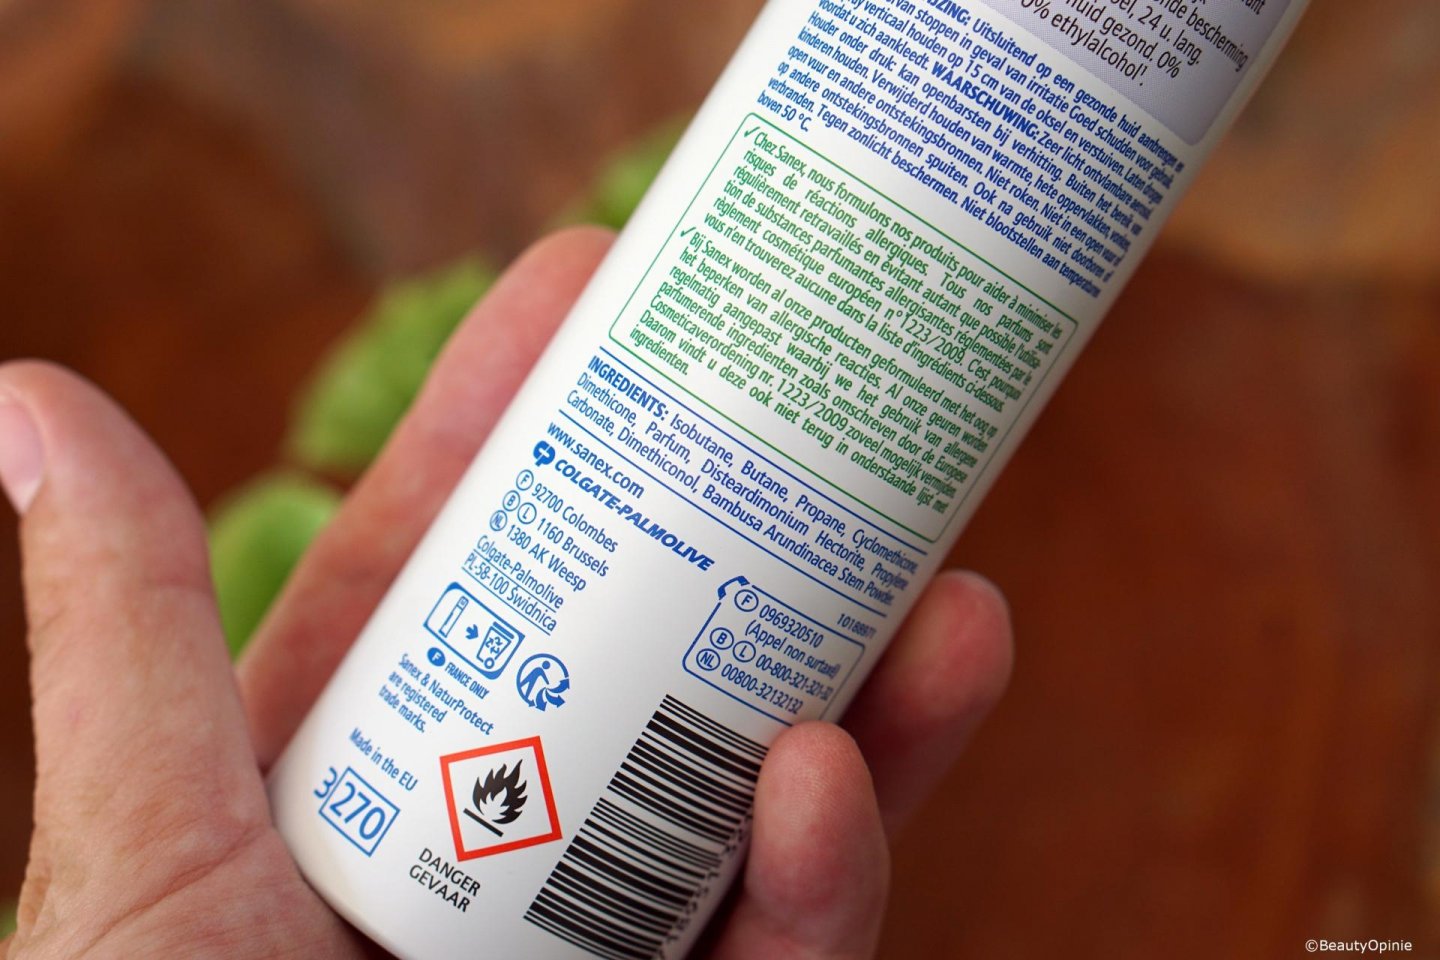 onde bescherming
el, 24 u. lang.
huid gezond. 0%
0% ethylalcohol¹.
JZING: Uitsluitend op een gezonde huid aanbrengen
van stoppen in geval van irritatie Goed schudden voor gebruik.
verticaal houden op 15 cm van de oksel en verstuiven. Laten drogen
voordat u zich aankleedt. WAARSCHUWING: Zeer licht ontvlambare aerosol.
Houder onder druk: kan openbarsten bij verhitting. Buiten het bereik van
kinderen houden. Verwijderd houden van warmte, hete oppervlakken, vonken,
open vuur en andere ontstekingsbronnen. Niet roken. Niet in een open vuur of
op andere ontstekingsbronnen spuiten. Ook na gebruik niet doorboren of
verbranden. Tegen zonlicht beschermen. Niet blootstellen aan temperaturen
boven 50 °C.
✓Chez Sanex, nous formulons nos produits pour aider à minimiser les
risques de réactions allergiques. Tous nos parfums sont
régulièrement retravaillés en évitant autant que possible l'utilisa-
tion de substances parfumantes allergisantes réglementées par le
règlement cosmétique européen n°1223/2009. C'est pourquoi
vous n'en trouverez aucune dans la liste d'ingrédients ci-dessous.
✓Bij Sanex worden al onze producten geformuleerd met het oog op
het beperken van allergische reacties. Al onze geuren worden
regelmatig aangepast waarbij we het gebruik van allergene
parfumerende ingredienten zoals omschreven door de Europese
Cosmeticaverordening nr. 1223/2009 zoveel mogelijk vermijden.
Daarom vindt u deze ook niet terug in onderstaande lijst met
ingredienten.
INGREDIENTS: Isobutane, Butane, Propane, Cyclomethicone,
Dimethicone, Parfum, Disteardimonium Hectorite, Propylene
Carbonate, Dimethiconol, Bambusa Arundinacea Stem Powder.
www.sanex.com
COLGATE-PALMOLIVE
F 92700 Colombes
B L 1160 Brussels
NL 1380 AK Weesp
Colgate-Palmolive
PL-58-100 Świdnica
F FRANCE ONLY
Sanex & NaturProtect
are registered
trade marks.
F 0969320510
(Appel non surtaxé)
B L 00-800-321-321-32
NL 00800-32132132
Made in the EU
3 270
DANGER
GEVAAR
©BeautyOpinie